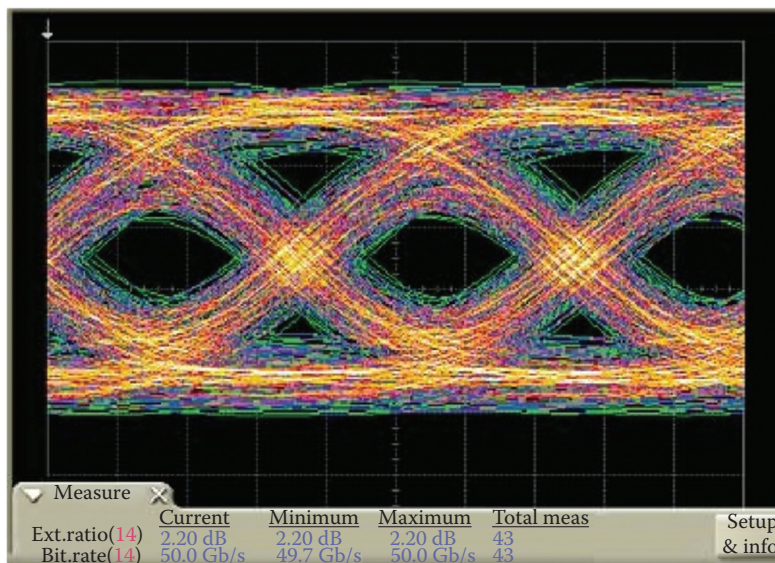 Measure
Current Minimum Maximum Total meas
Ext.ratio(14) 2.20 dB 2.20 dB 2.20 dB 43
Bit.rate(14) 50.0 Gb/s 49.7 Gb/s 50.0 Gb/s 43
Setup
& info